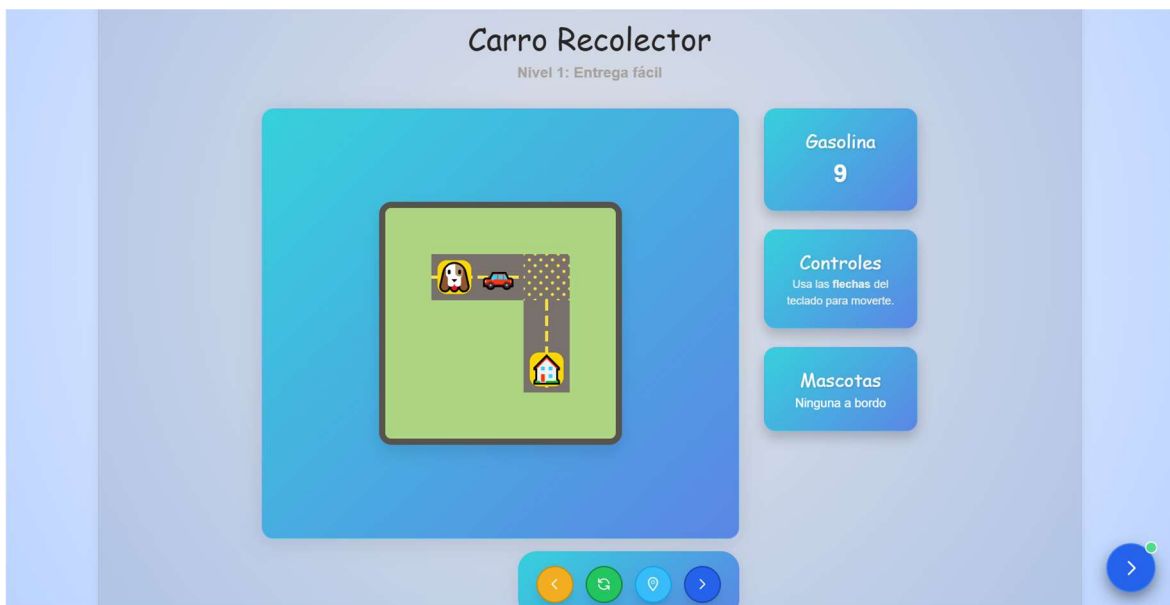 Carro Recolector
Nivel 1: Entrega fácil
Gasolina
9
Controles
Usa las flechas del
teclado para moverte.
Mascotas
Ninguna a bordo